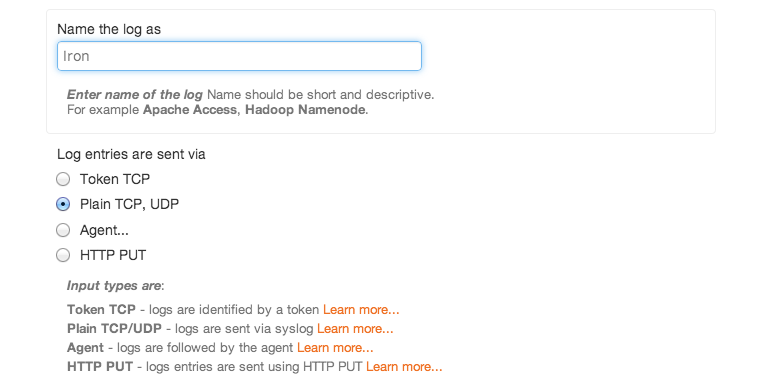 Name the log as
Iron
Enter name of the log Name should be short and descriptive.
For example Apache Access, Hadoop Namenode.
Log entries are sent via
Token TCP
Plain TCP, UDP
Agent...
HTTP PUT
Input types are:
Token TCP - logs are identified by a token Learn more...
Plain TCP/UDP - logs are sent via syslog Learn more...
Agent - logs are followed by the agent Learn more...
HTTP PUT - logs entries are sent using HTTP PUT Learn more...